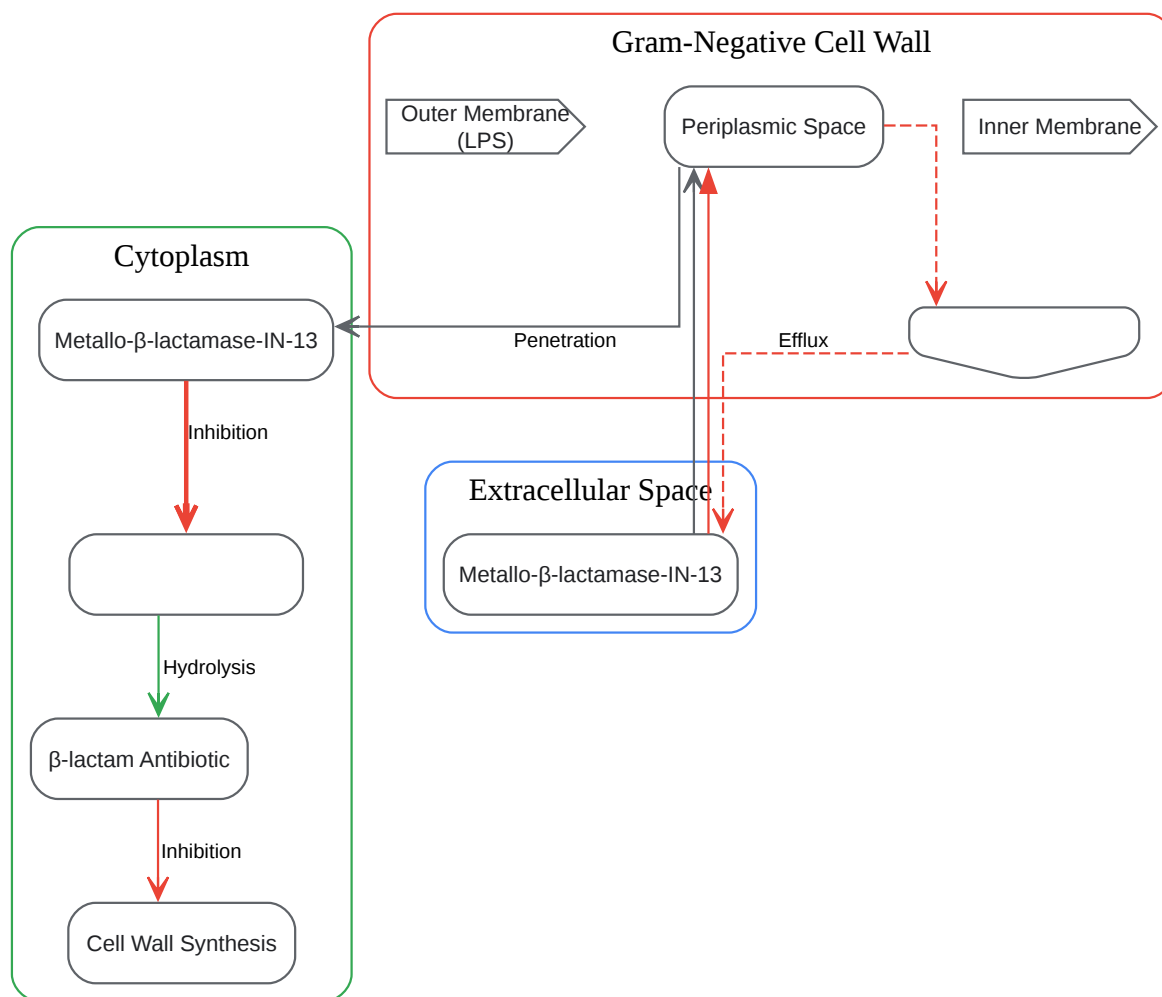 Gram-Negative Cell Wall
Outer Membrane
(LPS)
Periplasmic Space
Inner Membrane
Cytoplasm
Metallo-β-lactamase-IN-13
Penetration
Efflux
Inhibition
Extracellular Space
Metallo-β-lactamase-IN-13
Hydrolysis
β-lactam Antibiotic
Inhibition
Cell Wall Synthesis